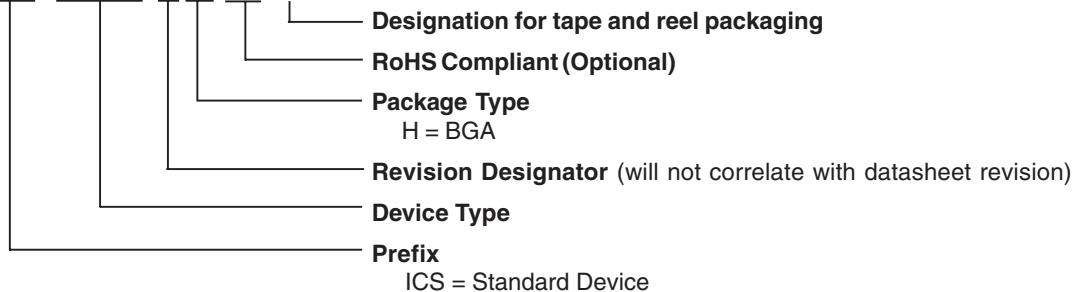 Designation for tape and reel packaging
RoHS Compliant (Optional)
Package Type
H = BGA
Revision Designator (will not correlate with datasheet revision)
Device Type
Prefix
ICS = Standard Device